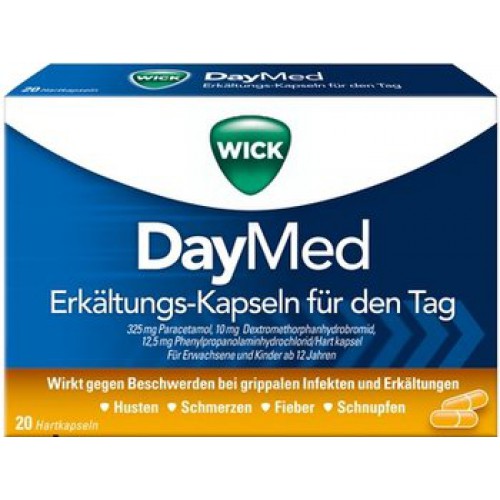 20 Hartkapseln
WICK
DayMed
Erkältungs-Kapseln für den Tag
WICK
DayMed
Erkältungs-Kapseln für den Tag
325 mg Paracetamol, 10 mg Dextromethorphanhydrobromid,
12,5 mg Phenylpropanolaminhydrochlorid/Hartkapsel
Für Erwachsene und Kinder ab 12 Jahren
Wirkt gegen Beschwerden bei grippalen Infekten und Erkältungen
Husten Schmerzen Fieber Schnupfen
20 Hartkapseln